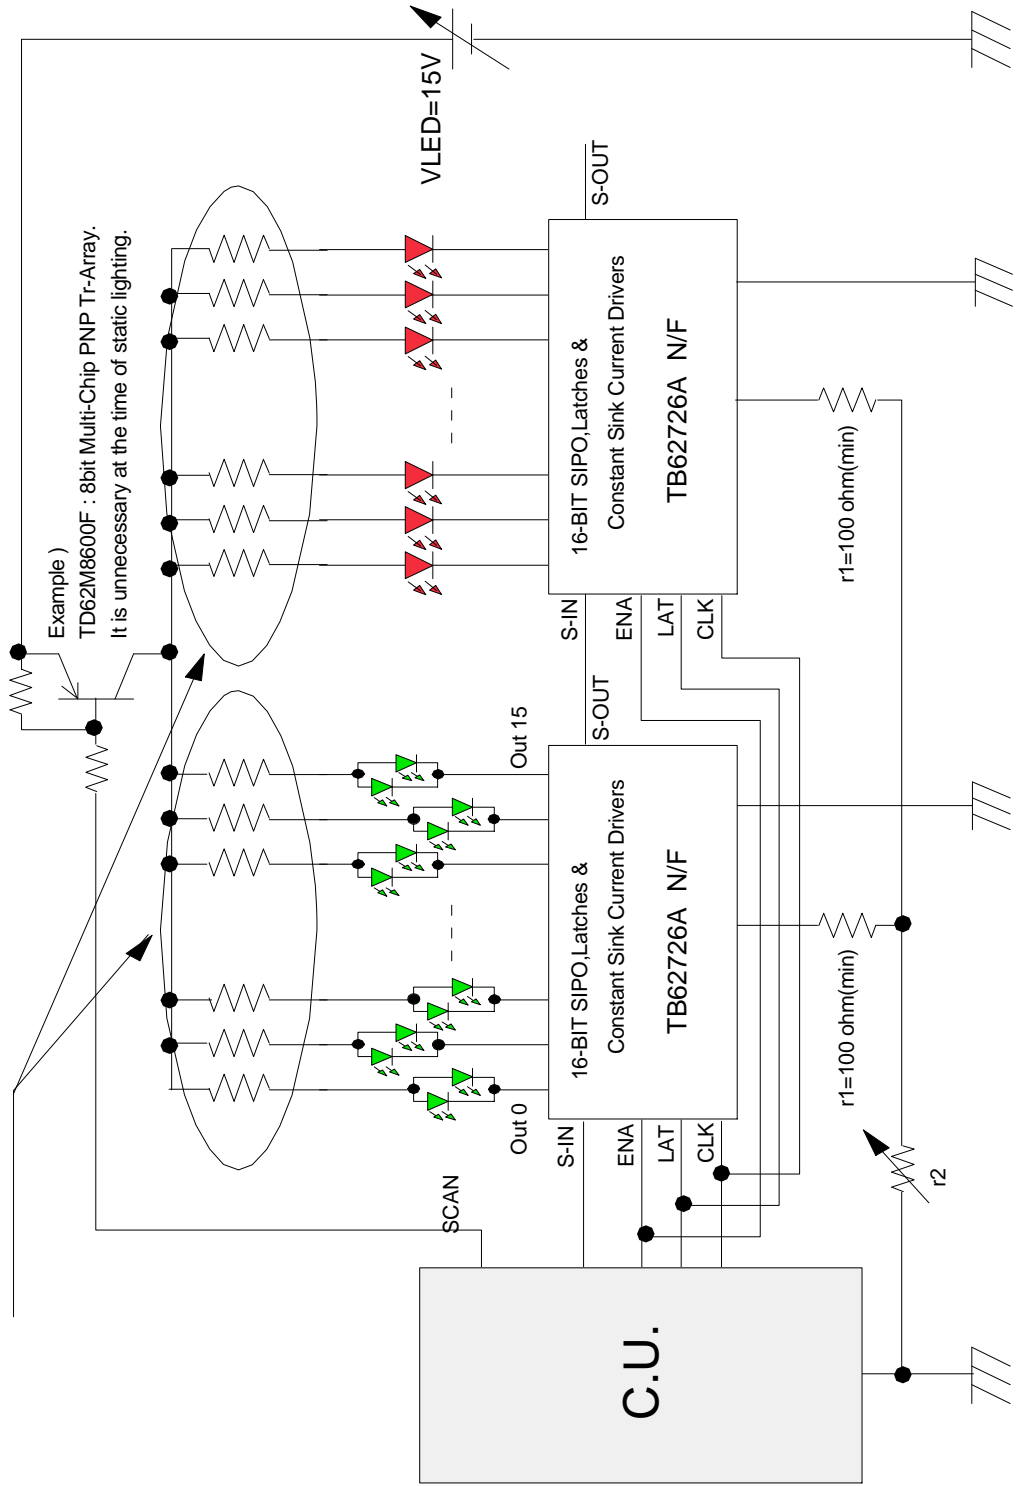 Example )
TD62M8600F : 8bit Multi-Chip PNP Tr-Array.
It is unnecessary at the time of static lighting.
VLED=15V
SCAN
Out 0
Out 15
C.U.
S-IN
ENA
LAT
CLK
16-BIT SIPO,Latches &
Constant Sink Current Drivers
TB62726A N/F
S-OUT
S-IN
ENA
LAT
CLK
16-BIT SIPO,Latches &
Constant Sink Current Drivers
TB62726A N/F
S-OUT
r1=100 ohm(min)
r1=100 ohm(min)
r2